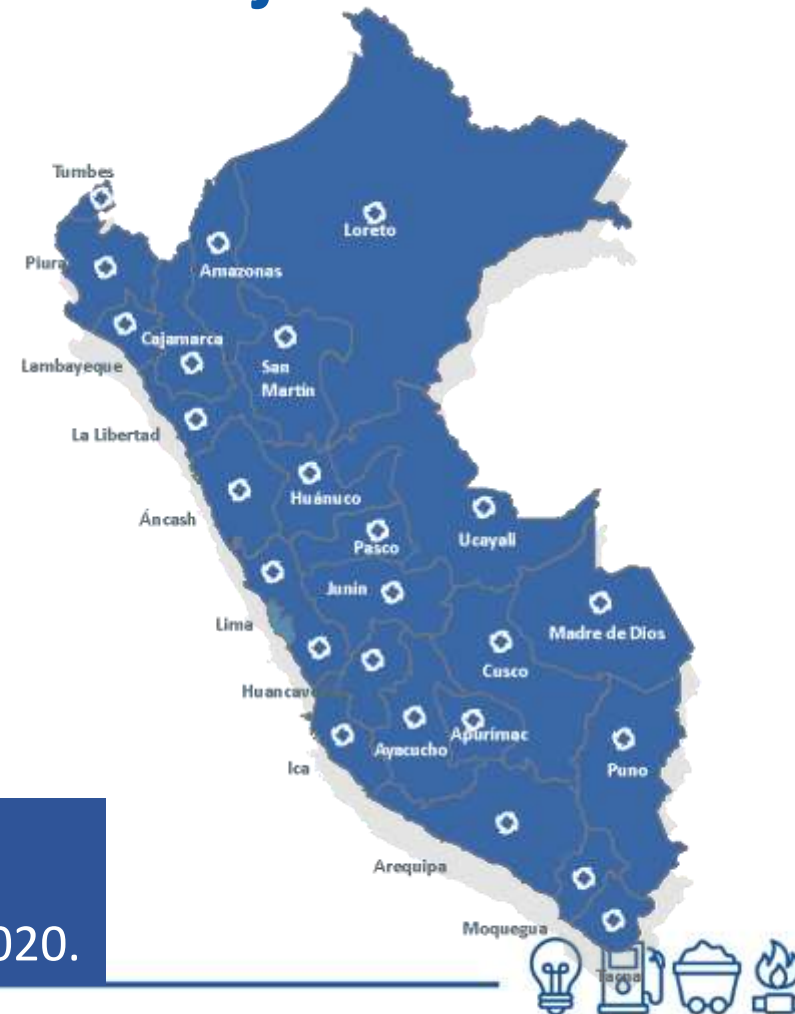 Tumbes
Loreto
Piura
Amazonas
Cajamarca
Lambayeque
San
Martín
La Libertad
Huánuco
Áncash
Ucayali
Pasco
Junín
Lima
Madre de Dios
Cusco
Huancav
Apurímac
Ayacucho
Ica
Puno
Arequipa
Moquegua
020.
Tacna